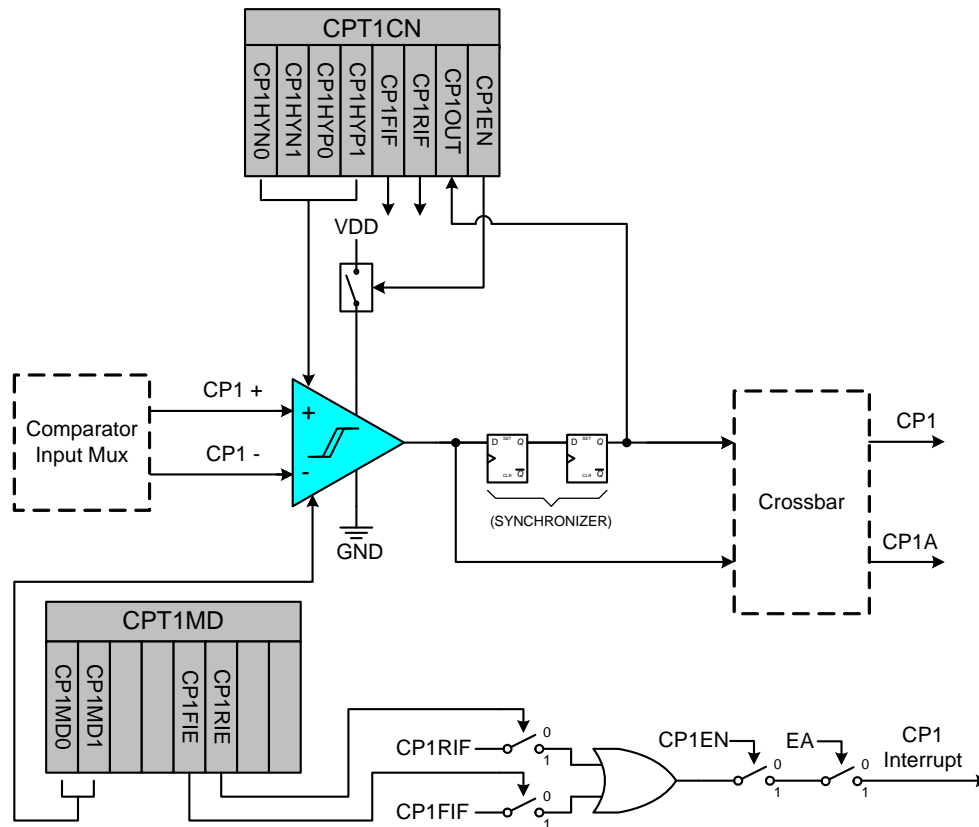 CPT1CN
CP1HYN0
CP1HYN1
CP1HYP0
CP1HYP1
CP1FIF
CP1RIF
CP1OUT
CP1EN
VDD
Comparator
Input Mux
CP1 +
CP1 -
+
-
GND
D SET Q
CLR Q
D SET Q
CLR Q
(SYNCHRONIZER)
Crossbar
CP1
CP1A
CPT1MD
CP1MD0
CP1MD1
CP1FIE
CP1RIE
CP1RIF
0
1
CP1FIF
0
1
CP1EN
0
1
EA
0
1
CP1
Interrupt